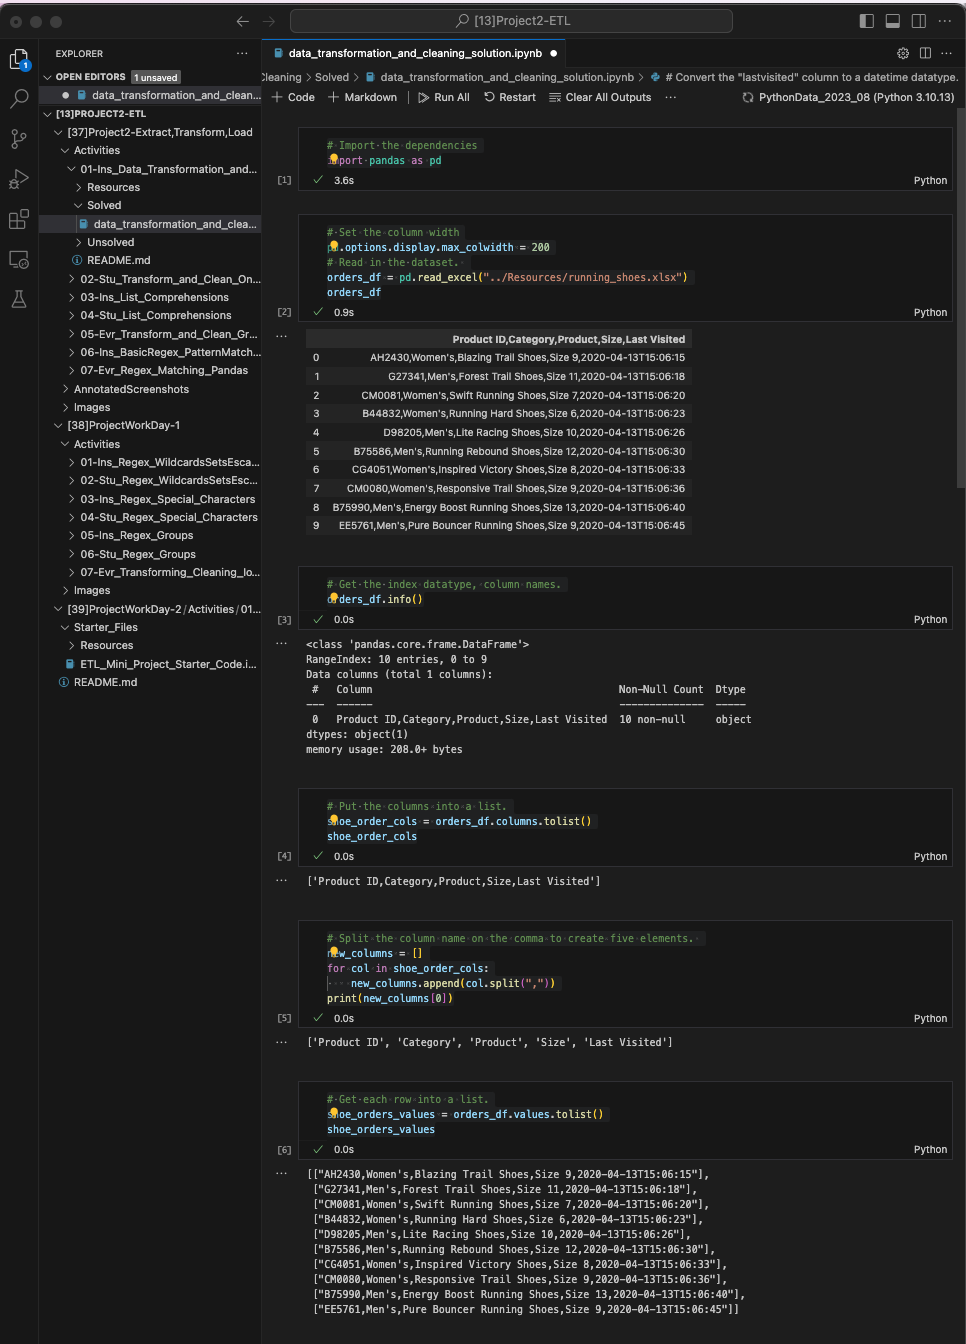 [13]Project2-ETL
EXPLORER
OPEN EDITORS 1 unsaved
data_transformation_and_clean...
[13]PROJECT2-ETL
[37]Project2-Extract,Transform,Load
Activities
01-Ins_Data_Transformation_and...
Resources
Solved
data_transformation_and_clea...
Unsolved
README.md
02-Stu_Transform_and_Clean_On...
03-Ins_List_Comprehensions
04-Stu_List_Comprehensions
05-Evr_Transform_and_Clean_Gr...
06-Ins_BasicRegex_PatternMatch...
07-Evr_Regex_Matching_Pandas
AnnotatedScreenshots
Images
[38]ProjectWorkDay-1
Activities
01-Ins_Regex_WildcardsSetsEsca...
02-Stu_Regex_WildcardsSetsEsc...
03-Ins_Regex_Special_Characters
04-Stu_Regex_Special_Characters
05-Ins_Regex_Groups
06-Stu_Regex_Groups
07-Evr_Transforming_Cleaning_lo...
Images
[39]ProjectWorkDay-2/Activities/01...
Starter_Files
Resources
ETL_Mini_Project_Starter_Code.i...
README.md
1
data_transformation_and_cleaning_solution.ipynb
Cleaning > Solved > data_transformation_and_cleaning_solution.ipynb > # Convert the "lastvisited" column to a datetime datatype.
+ Code + Markdown | Run All Restart Clear All Outputs ... PythonData_2023_08 (Python 3.10.13)
# Import the dependencies
import pandas as pd
[1] 3.6s Python
# Set the column width
pd.options.display.max_colwidth = 200
# Read in the dataset.
orders_df = pd.read_excel("../Resources/running_shoes.xlsx")
orders_df
[2] 0.9s Python
Product ID,Category,Product,Size,Last Visited
0 AH2430,Women's,Blazing Trail Shoes,Size 9,2020-04-13T15:06:15
1 G27341,Men's,Forest Trail Shoes,Size 11,2020-04-13T15:06:18
2 CM0081,Women's,Swift Running Shoes,Size 7,2020-04-13T15:06:20
3 B44832,Women's,Running Hard Shoes,Size 6,2020-04-13T15:06:23
4 D98205,Men's,Lite Racing Shoes,Size 10,2020-04-13T15:06:26
5 B75586,Men's,Running Rebound Shoes,Size 12,2020-04-13T15:06:30
6 CG4051,Women's,Inspired Victory Shoes,Size 8,2020-04-13T15:06:33
7 CM0080,Women's,Responsive Trail Shoes,Size 9,2020-04-13T15:06:36
8 B75990,Men's,Energy Boost Running Shoes,Size 13,2020-04-13T15:06:40
9 EE5761,Men's,Pure Bouncer Running Shoes,Size 9,2020-04-13T15:06:45
# Get the index datatype, column names.
orders_df.info()
[3] 0.0s Python
<class 'pandas.core.frame.DataFrame'>
RangeIndex: 10 entries, 0 to 9
Data columns (total 1 columns):
# Column Non-Null Count Dtype
--- ------ -------------- -----
0 Product ID,Category,Product,Size,Last Visited 10 non-null object
dtypes: object(1)
memory usage: 208.0+ bytes
# Put the columns into a list.
shoe_order_cols = orders_df.columns.tolist()
shoe_order_cols
[4] 0.0s Python
['Product ID,Category,Product,Size,Last Visited']
# Split the column name on the comma to create five elements.
new_columns = []
for col in shoe_order_cols:
new_columns.append(col.split(","))
print(new_columns[0])
[5] 0.0s Python
['Product ID', 'Category', 'Product', 'Size', 'Last Visited']
# Get each row into a list.
shoe_orders_values = orders_df.values.tolist()
shoe_orders_values
[6] 0.0s Python
[["AH2430,Women's,Blazing Trail Shoes,Size 9,2020-04-13T15:06:15"],
["G27341,Men's,Forest Trail Shoes,Size 11,2020-04-13T15:06:18"],
["CM0081,Women's,Swift Running Shoes,Size 7,2020-04-13T15:06:20"],
["B44832,Women's,Running Hard Shoes,Size 6,2020-04-13T15:06:23"],
["D98205,Men's,Lite Racing Shoes,Size 10,2020-04-13T15:06:26"],
["B75586,Men's,Running Rebound Shoes,Size 12,2020-04-13T15:06:30"],
["CG4051,Women's,Inspired Victory Shoes,Size 8,2020-04-13T15:06:33"],
["CM0080,Women's,Responsive Trail Shoes,Size 9,2020-04-13T15:06:36"],
["B75990,Men's,Energy Boost Running Shoes,Size 13,2020-04-13T15:06:40"],
["EE5761,Men's,Pure Bouncer Running Shoes,Size 9,2020-04-13T15:06:45"]]